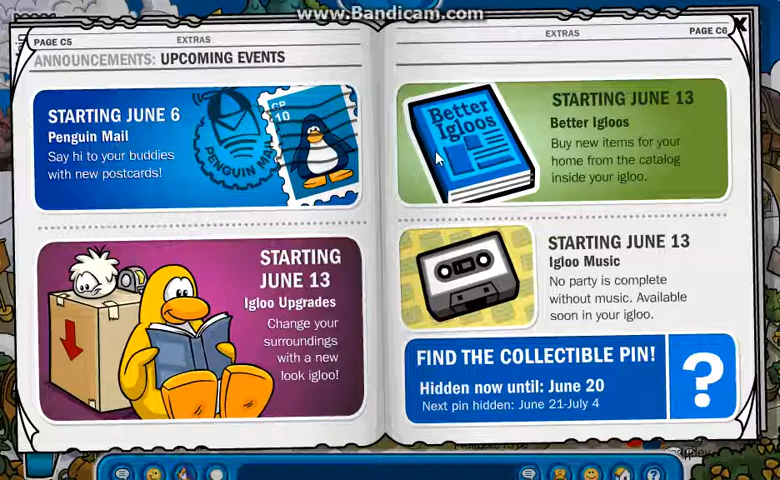 www.Bandicam.com
PAGE C5
EXTRAS
ANNOUNCEMENTS: UPCOMING EVENTS
STARTING JUNE 6
Penguin Mail
Say hi to your buddies
with new postcards!
PENGUIN MAIL
CP
10
STARTING
JUNE 13
Igloo Upgrades
Change your
surroundings
with a new
look igloo!
EXTRAS
PAGE C6
X
Better
Igloos
STARTING JUNE 13
Better Igloos
Buy new items for your
home from the catalog
inside your igloo.
STARTING JUNE 13
Igloo Music
No party is complete
without music. Available
soon in your igloo.
FIND THE COLLECTIBLE PIN!
Hidden now until: June 20
Next pin hidden: June 21-July 4
?
?